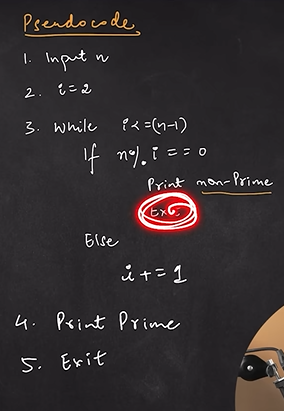 Pseudocode
1. Input n
2. i=2
3. While i<=(n-1)
If n%i==0
Print non-Prime
Else
i+=1
4. Print Prime
5. Exit